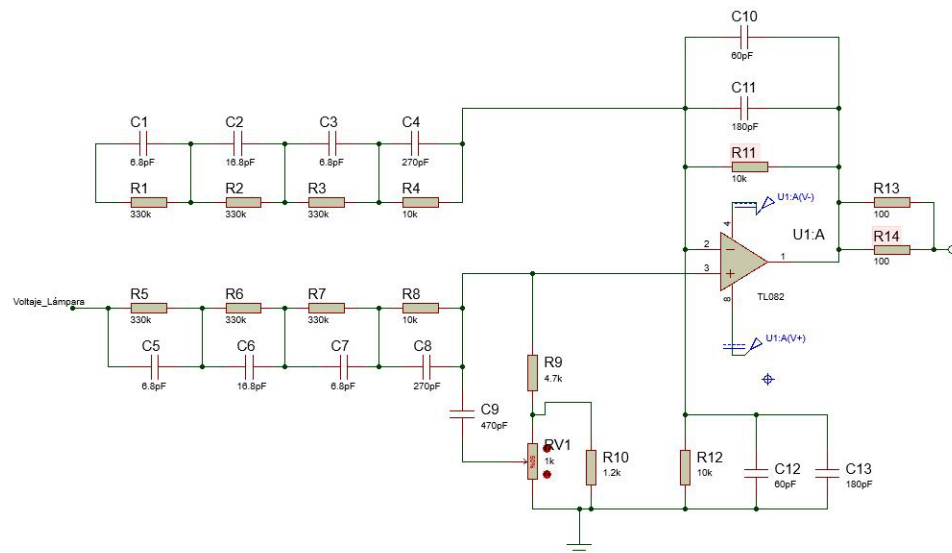 C10
60pF
C11
180pF
R11
10k
C1
6.8pF
C2
16.8pF
C3
6.8pF
C4
270pF
R1
330k
R2
330k
R3
330k
R4
10k
U1:A(V-)
R13
100
4
U1:A
2
3
1
R14
100
8
TL082
U1:A(V+)
Voltaje_Lámpara
R5
330k
R6
330k
R7
330k
R8
10k
C5
6.8pF
C6
16.8pF
C7
6.8pF
C8
270pF
R9
4.7k
C9
470pF
RV1
1k
50%
R10
1.2k
R12
10k
C12
60pF
C13
180pF